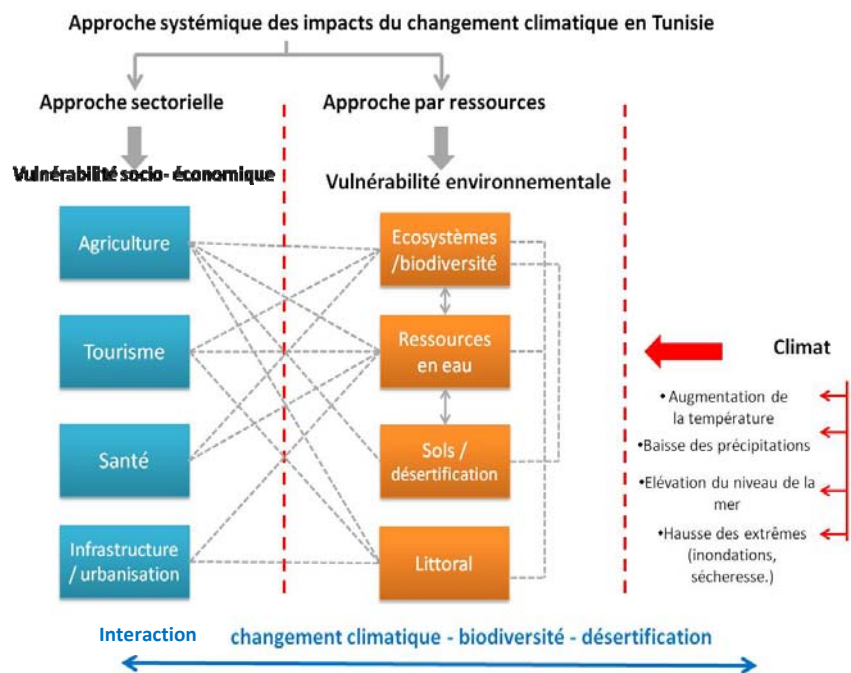 Approche systémique des impacts du changement climatique en Tunisie
Approche sectorielle
Approche par ressources
Vulnérabilité socio- économique
Vulnérabilité environnementale
Agriculture
Tourisme
Santé
Infrastructure
/ urbanisation
Ecosystèmes
/biodiversité
Ressources
en eau
Sols /
désertification
Littoral
Climat
•Augmentation de
la température
•Baisse des précipitations
•Elévation du niveau de la
mer
•Hausse des extrêmes
(inondations,
sécheresse.)
Interaction changement climatique - biodiversité - désertification